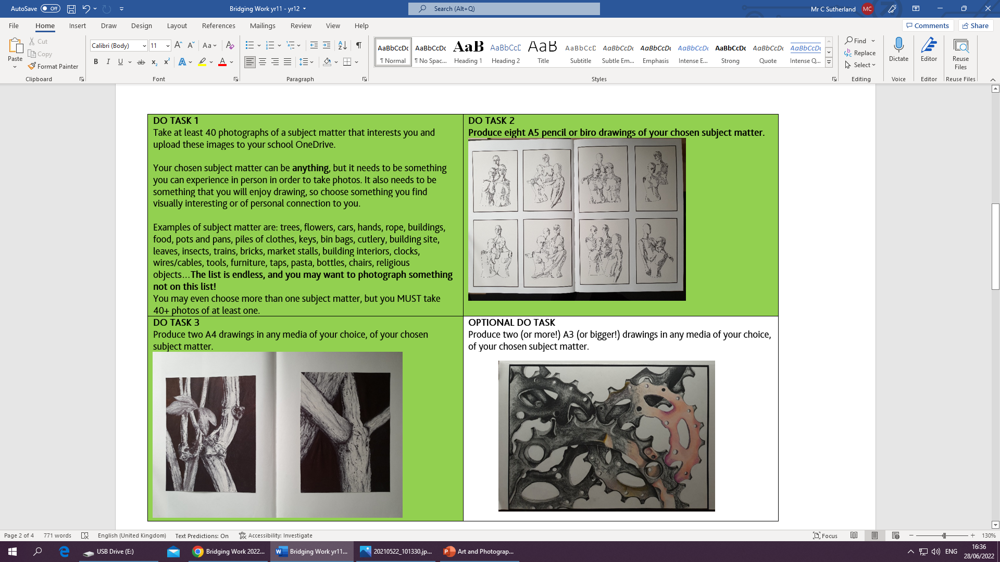 AutoSave Off
Bridging Work yr11 - yr12
Search (Alt+Q)
Mr C Sutherland MC
File Home Insert Draw Design Layout References Mailings Review View Help
Comments Share
Paste
Cut
Copy
Format Painter
Clipboard
Calibri (Body) 11
Font
Paragraph
AaBbCcDc AaBbCcDc AaB AaBbCcC AaB AaBbCcD AaBbCcDc AaBbCcDc AaBbCcDc AaBbCcDc AaBbCcDc AaBbCcDc
¶ Normal ¶ No Spac... Heading 1 Heading 2 Title Subtitle Subtle Em... Emphasis Intense E... Strong Quote Intense Q...
Styles
Find
Replace
Select
Editing
Dictate
Voice
Editor
Editor
Reuse
Files
Reuse Files
DO TASK 1
Take at least 40 photographs of a subject matter that interests you and
upload these images to your school OneDrive.
Your chosen subject matter can be anything, but it needs to be something
you can experience in person in order to take photos. It also needs to be
something that you will enjoy drawing, so choose something you find
visually interesting or of personal connection to you.
Examples of subject matter are: trees, flowers, cars, hands, rope, buildings,
food, pots and pans, piles of clothes, keys, bin bags, cutlery, building site,
leaves, insects, trains, bricks, market stalls, building interiors, clocks,
wires/cables, tools, furniture, taps, pasta, bottles, chairs, religious
objects…The list is endless, and you may want to photograph something
not on this list!
You may even choose more than one subject matter, but you MUST take
40+ photos of at least one.
DO TASK 2
Produce eight A5 pencil or biro drawings of your chosen subject matter.
DO TASK 3
Produce two A4 drawings in any media of your choice, of your chosen
subject matter.
OPTIONAL DO TASK
Produce two (or more!) A3 (or bigger!) drawings in any media of your choice,
of your chosen subject matter.
Page 2 of 4 771 words English (United Kingdom) Text Predictions: On Accessibility: Investigate
Focus 130%
USB Drive (E:) Bridging Work 2022... Bridging Work yr11... 20210522_101330.jp... Art and Photograp...
ENG
16:36
28/06/2022